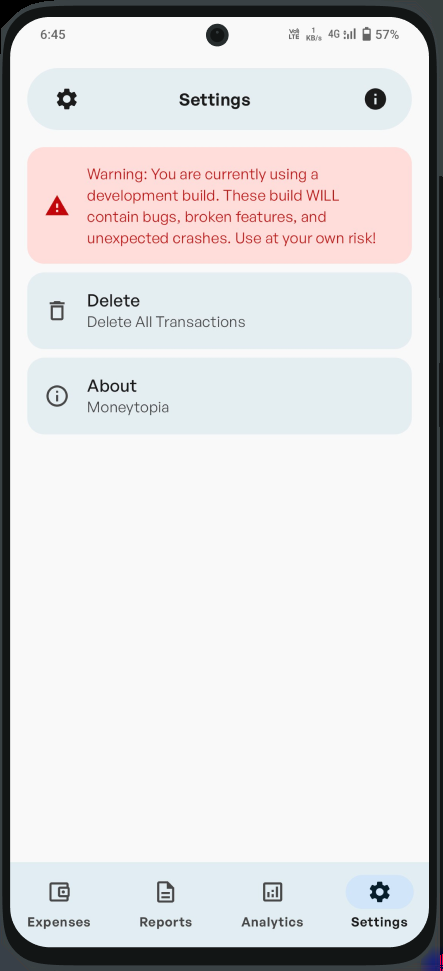 6:45
Vo))
LTE
1
KB/s
4G
57%
Settings
Warning: You are currently using a
development build. These build WILL
contain bugs, broken features, and
unexpected crashes. Use at your own risk!
Delete
Delete All Transactions
About
Moneytopia
Expenses
Reports
Analytics
Settings